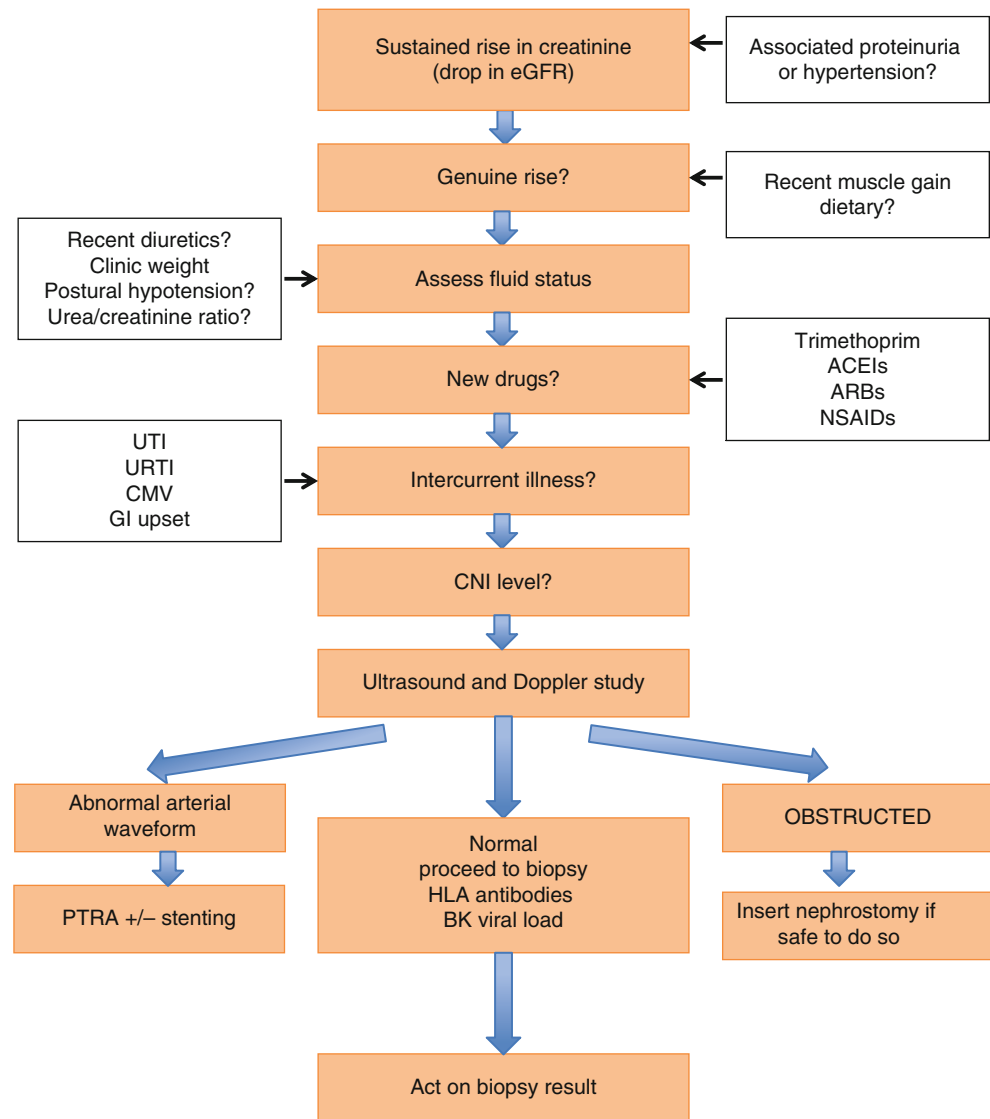 Sustained rise in creatinine
(drop in eGFR)
Associated proteinuria
or hypertension?
Genuine rise?
Recent muscle gain
dietary?
Recent diuretics?
Clinic weight
Postural hypotension?
Urea/creatinine ratio?
Assess fluid status
New drugs?
Trimethoprim
ACEIs
ARBs
NSAIDs
UTI
URTI
CMV
GI upset
Intercurrent illness?
CNI level?
Ultrasound and Doppler study
Abnormal arterial
waveform
PTRA +/– stenting
Normal
proceed to biopsy
HLA antibodies
BK viral load
OBSTRUCTED
Insert nephrostomy if
safe to do so
Act on biopsy result